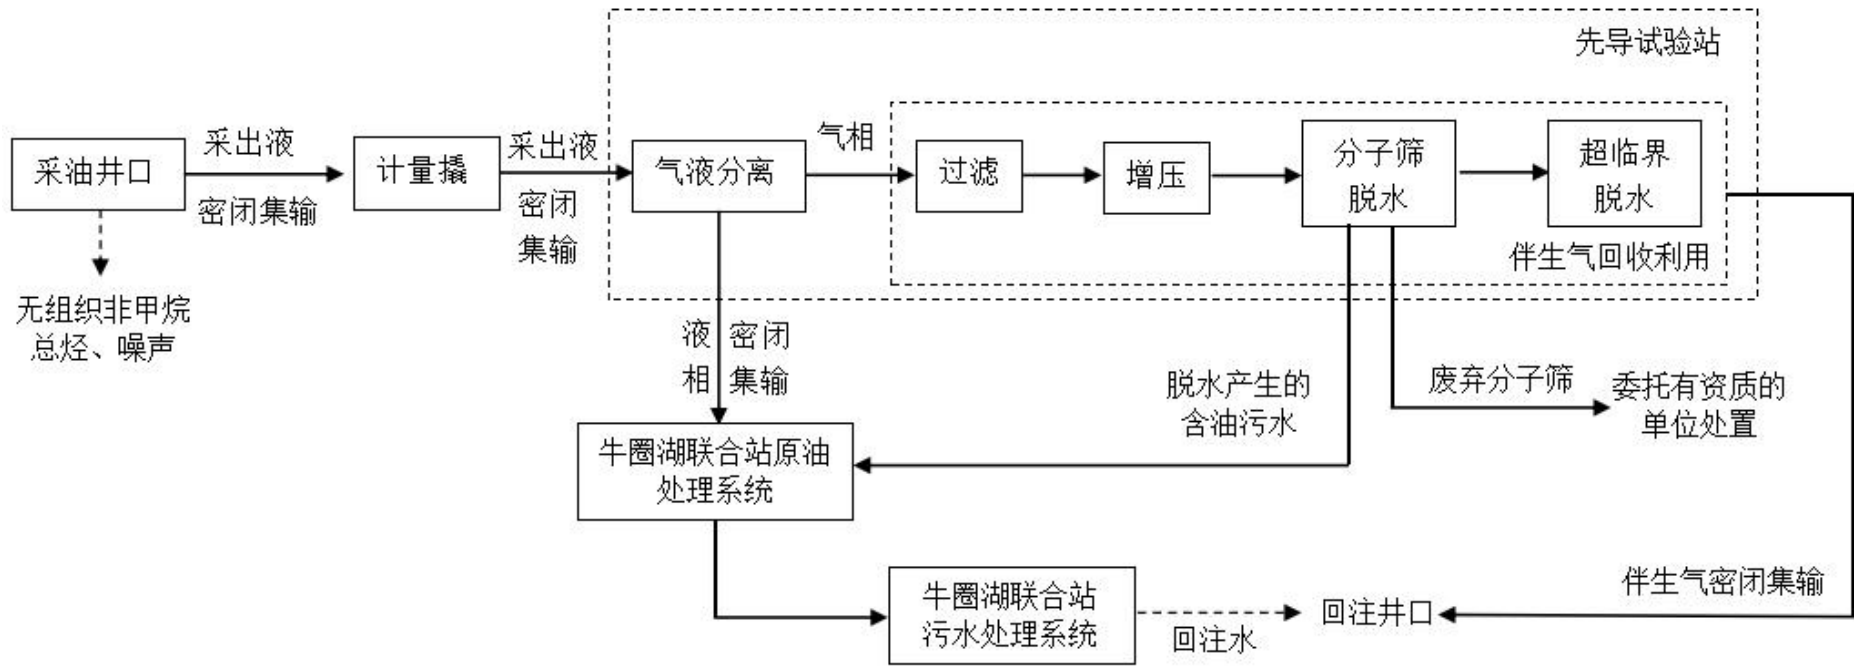 先导试验站
采油井口
采出液
密闭集输
计量撬
采出液
密闭
集输
气液分离
气相
过滤
增压
分子筛
脱水
超临界
脱水
伴生气回收利用
无组织非甲烷
总烃、噪声
液
相
密闭
集输
脱水产生的
含油污水
废弃分子筛
委托有资质的
单位处置
牛圈湖联合站原油
处理系统
牛圈湖联合站
污水处理系统
回注水
回注井口
伴生气密闭集输